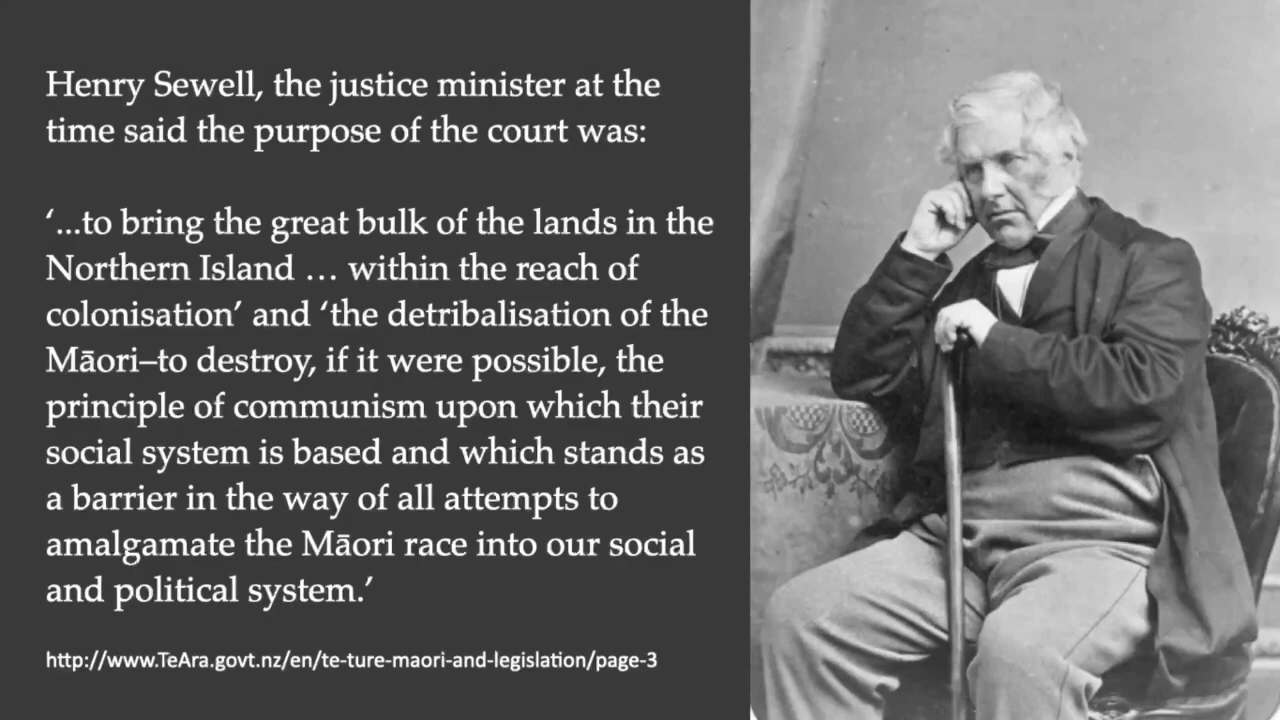 Henry Sewell, the justice minister at the
time said the purpose of the court was:
‘...to bring the great bulk of the lands in the
Northern Island … within the reach of
colonisation’ and ‘the detribalisation of the
Māori–to destroy, if it were possible, the
principle of communism upon which their
social system is based and which stands as
a barrier in the way of all attempts to
amalgamate the Māori race into our social
and political system.’
http://www.TeAra.govt.nz/en/te-ture-maori-and-legislation/page-3